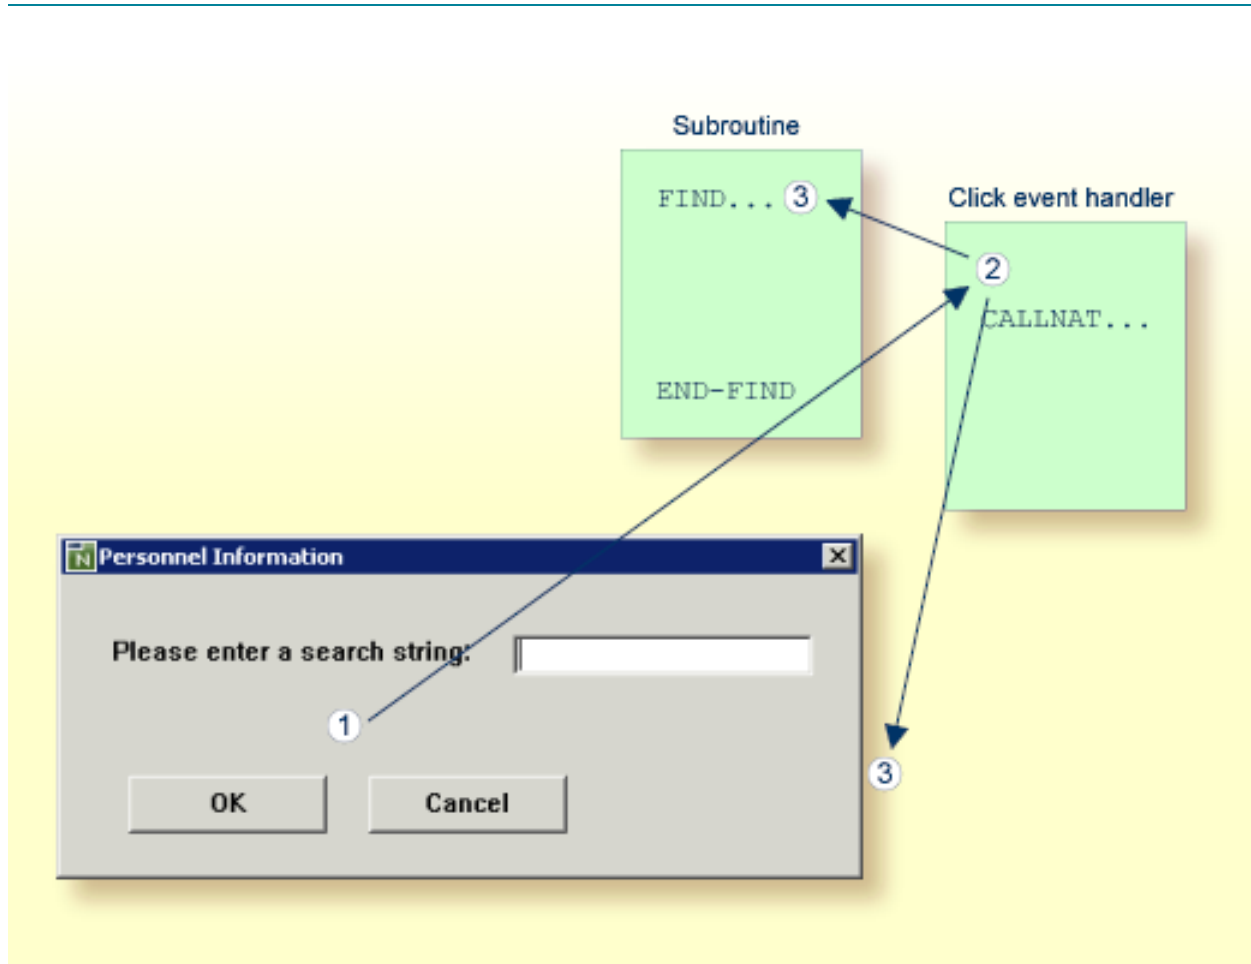 Subroutine
FIND... 3
Click event handler
2
CALLNAT...
END-FIND
N Personnel Information
Please enter a search string:
1
3
OK Cancel